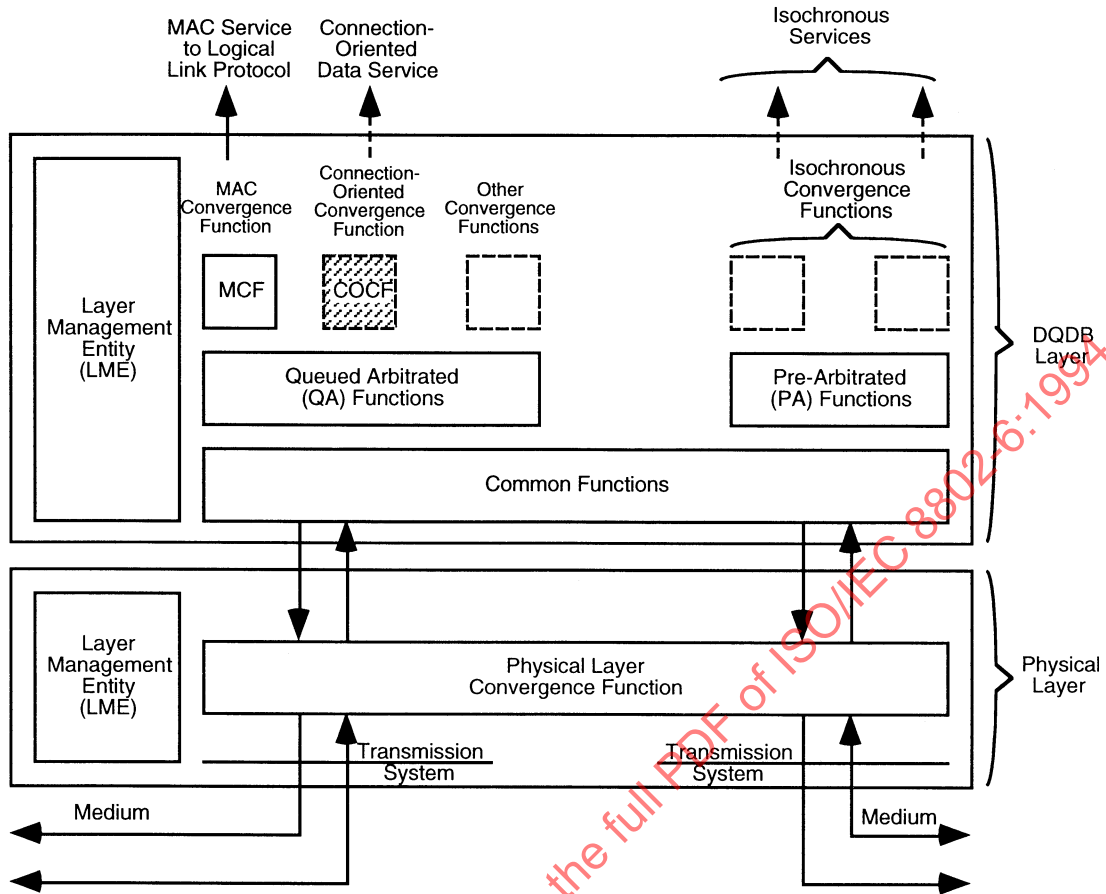 MAC Service
to Logical
Link Protocol
Connection-
Oriented
Data Service
Isochronous
Services
MAC
Convergence
Function
Connection-
Oriented
Convergence
Function
Other
Convergence
Functions
Isochronous
Convergence
Functions
MCF
COCF
Layer
Management
Entity
(LME)
Queued Arbitrated
(QA) Functions
Pre-Arbitrated
(PA) Functions
DQDB
Layer
Common Functions
Layer
Management
Entity
(LME)
Physical Layer
Convergence Function
Physical
Layer
Transmission
System
Transmission
System
Medium
Medium
the full PDF of ISO/IEC 8802-6:1994